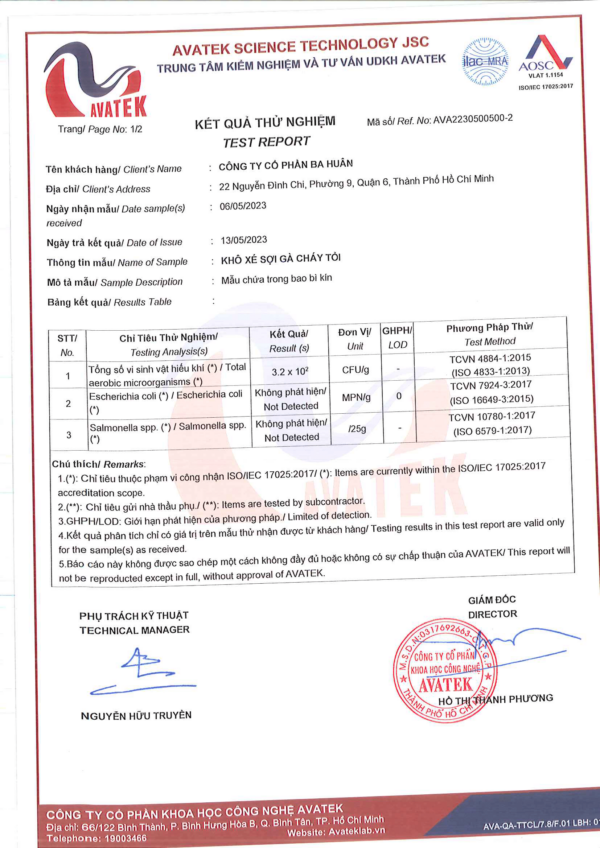 AVATEK SCIENCE TECHNOLOGY JSC
TRUNG TÂM KIỂM NGHIỆM VÀ TƯ VẤN UDKH AVATEK
AVATEK
ilac-MRA
AOSC
VLAT 1.1154
ISO/IEC 17025:2017
Trang/ Page No: 1/2
KẾT QUẢ THỬ NGHIỆM
TEST REPORT
Mã số/ Ref. No: AVA2230500500-2
Tên khách hàng/ Client's Name : CÔNG TY CỔ PHẦN BA HUÂN
Địa chỉ/ Client's Address : 22 Nguyễn Đình Chi, Phường 9, Quận 6, Thành Phố Hồ Chí Minh
Ngày nhận mẫu/ Date sample(s) : 06/05/2023
received
Ngày trả kết quả/ Date of Issue : 13/05/2023
Thông tin mẫu/ Name of Sample : KHÔ XÉ SỢI GÀ CHÁY TỎI
Mô tả mẫu/ Sample Description : Mẫu chứa trong bao bì kín
Bảng kết quả/ Results Table :
STT/ Chỉ Tiêu Thử Nghiệm/ Kết Quả/ Đơn Vị/ GHPH/ Phương Pháp Thử/
No. Testing Analysis(s) Result (s) Unit LOD Test Method
1 Tổng số vi sinh vật hiếu khí (*) / Total aerobic microorganisms (*) 3.2 x 10² CFU/g - TCVN 4884-1:2015 (ISO 4833-1:2013)
2 Escherichia coli (*) / Escherichia coli (*) Không phát hiện/ Not Detected MPN/g 0 TCVN 7924-3:2017 (ISO 16649-3:2015)
3 Salmonella spp. (*) / Salmonella spp. (*) Không phát hiện/ Not Detected /25g - TCVN 10780-1:2017 (ISO 6579-1:2017)
Chú thích/ Remarks:
1.(*): Chỉ tiêu thuộc phạm vi công nhận ISO/IEC 17025:2017/ (*): Items are currently within the ISO/IEC 17025:2017
accreditation scope.
2.(**): Chỉ tiêu gửi nhà thầu phụ./ (**): Items are tested by subcontractor.
3.GHPH/LOD: Giới hạn phát hiện của phương pháp./ Limited of detection.
4.Kết quả phân tích chỉ có giá trị trên mẫu thử nhận được từ khách hàng/ Testing results in this test report are valid only
for the sample(s) as received.
5.Báo cáo này không được sao chép một cách không đầy đủ hoặc không có sự chấp thuận của AVATEK/ This report will
not be reproduced except in full, without approval of AVATEK.
AVATEK
PHỤ TRÁCH KỸ THUẬT
TECHNICAL MANAGER
NGUYỄN HỮU TRUYỀN
GIÁM ĐỐC
DIRECTOR
M.S.D.N:0317692663-C.T.C.P
CÔNG TY CỔ PHẦN
KHOA HỌC CÔNG NGHỆ
AVATEK
THÀNH PHỐ HỒ CHÍ MINH
HỒ THỊ THANH PHƯƠNG
CÔNG TY CỔ PHẦN KHOA HỌC CÔNG NGHỆ AVATEK
Địa chỉ: 66/122 Bình Thành, P. Bình Hưng Hòa B, Q. Bình Tân, TP. Hồ Chí Minh
Telephone: 19003466
Website: Avateklab.vn
AVA-QA-TTCL/7.8/F.01 LBH: 01